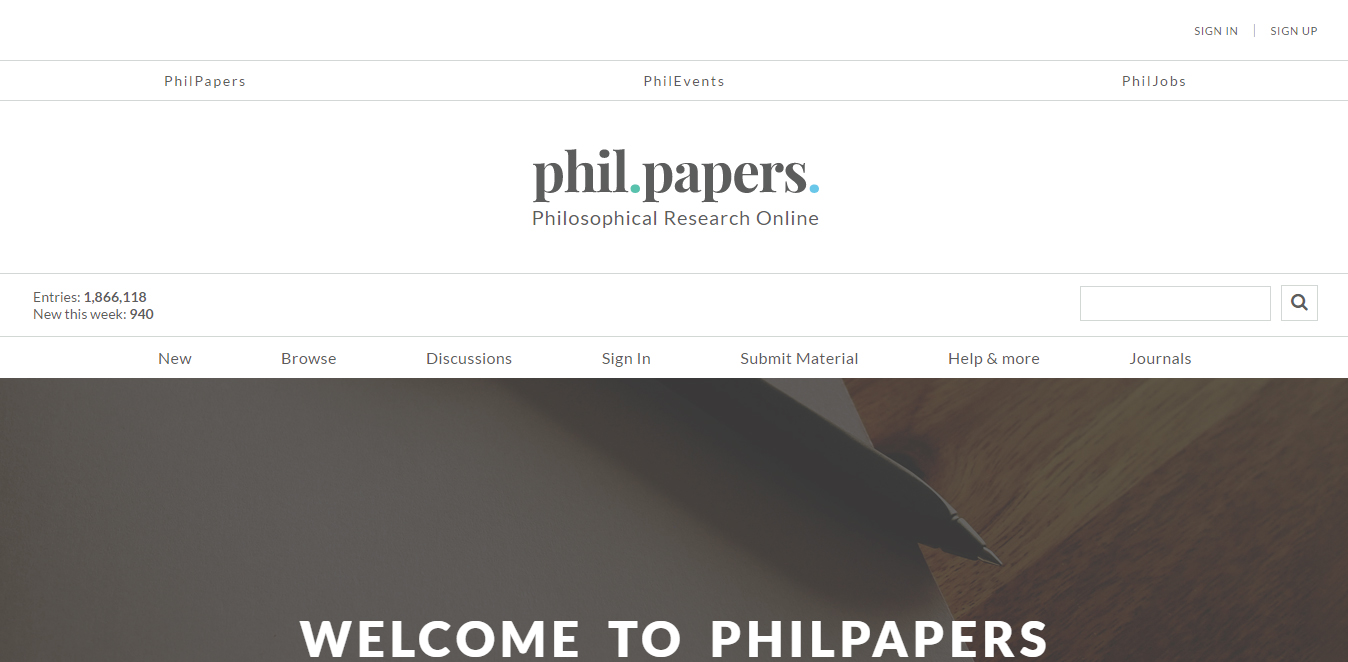 SIGN IN SIGN UP
PhilPapers PhilEvents PhilJobs
phil.papers.
Philosophical Research Online
Entries: 1,866,118
New this week: 940
New Browse Discussions Sign In Submit Material Help & more Journals
WELCOME TO PHILPAPERS